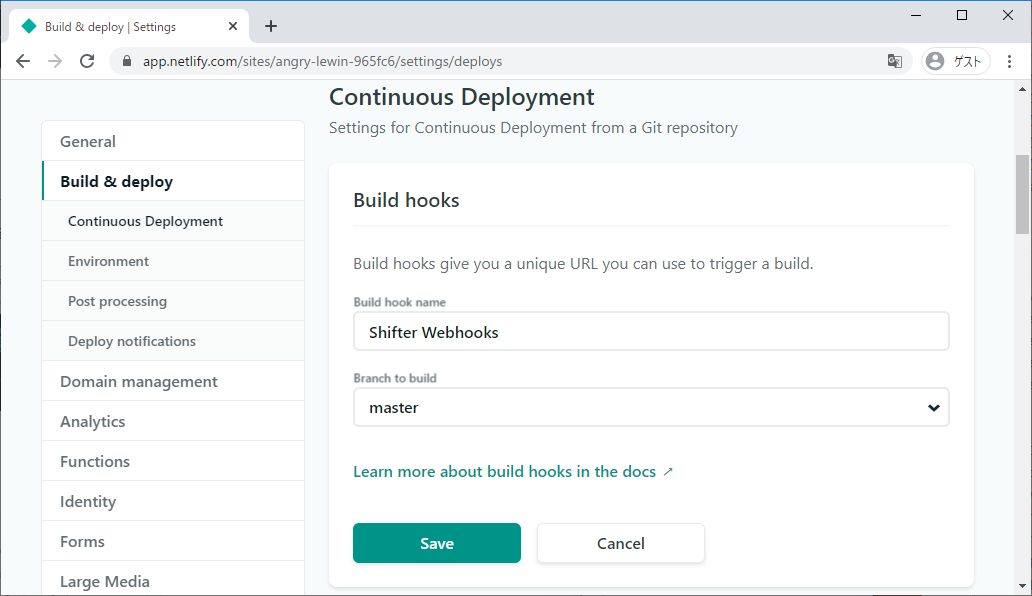 Build & deploy | Settings
app.netlify.com/sites/angry-lewin-965fc6/settings/deploys
ゲスト
Continuous Deployment
Settings for Continuous Deployment from a Git repository
General
Build & deploy
Continuous Deployment
Environment
Post processing
Deploy notifications
Domain management
Analytics
Functions
Identity
Forms
Large Media
Build hooks
Build hooks give you a unique URL you can use to trigger a build.
Build hook name
Shifter Webhooks
Branch to build
master
Learn more about build hooks in the docs ↗
Save
Cancel